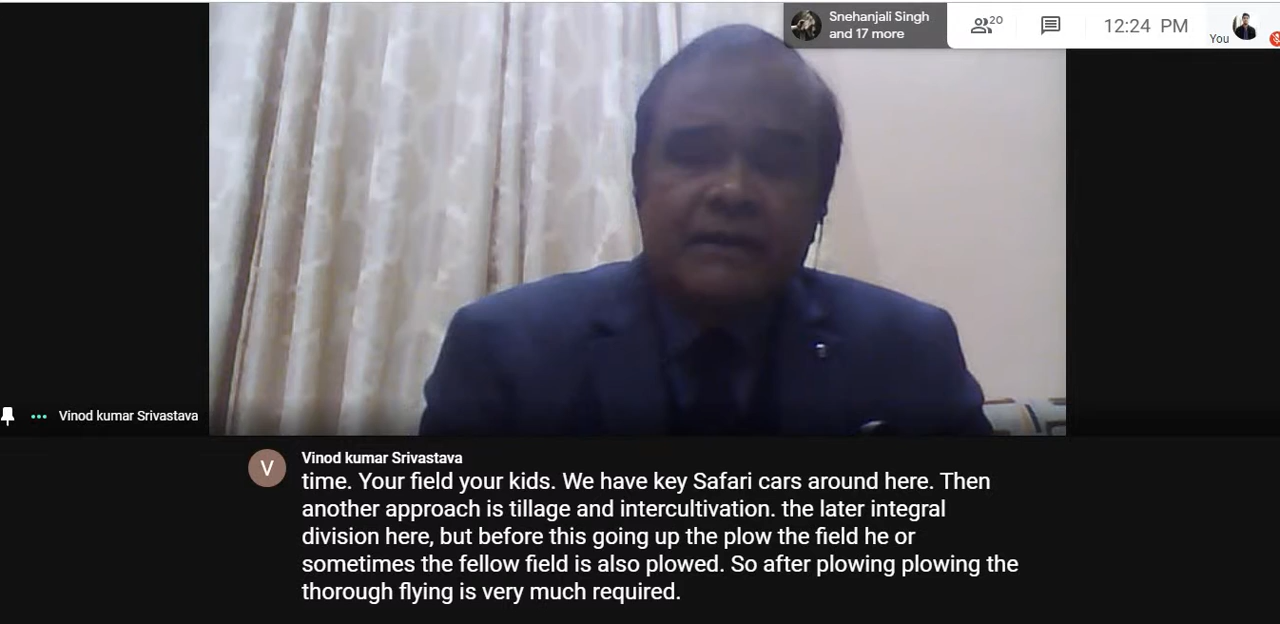 Snehanjali Singh
and 17 more
20
12:24 PM
You
Vinod kumar Srivastava
V
Vinod kumar Srivastava
time. Your field your kids. We have key Safari cars around here. Then
another approach is tillage and intercultivation. the later integral
division here, but before this going up the plow the field he or
sometimes the fellow field is also plowed. So after plowing plowing the
thorough flying is very much required.